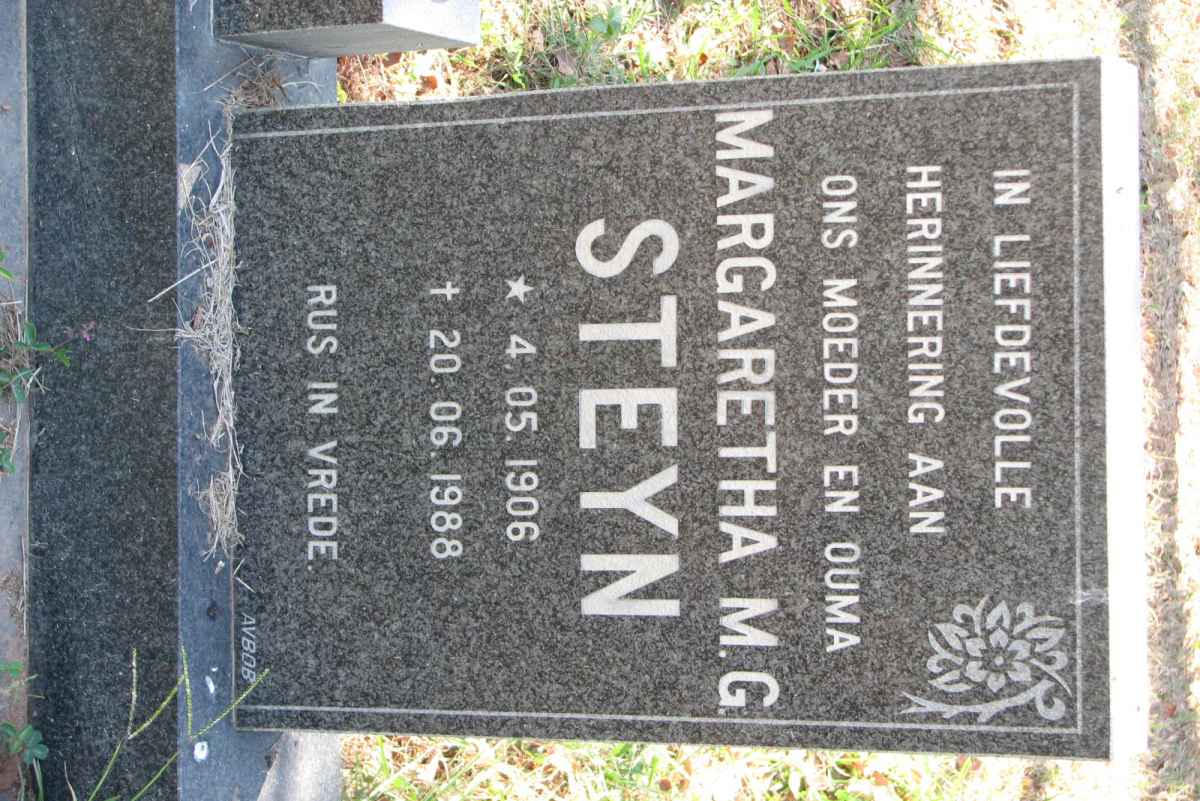 IN LIEFDEVOLLE
HERINNERING AAN
ONS MOEDER EN OUMA
MARGARETHA M.G.
STEYN
★ 4.05.1906
✝ 20.06.1988
RUS IN VREDE.
AVBOB